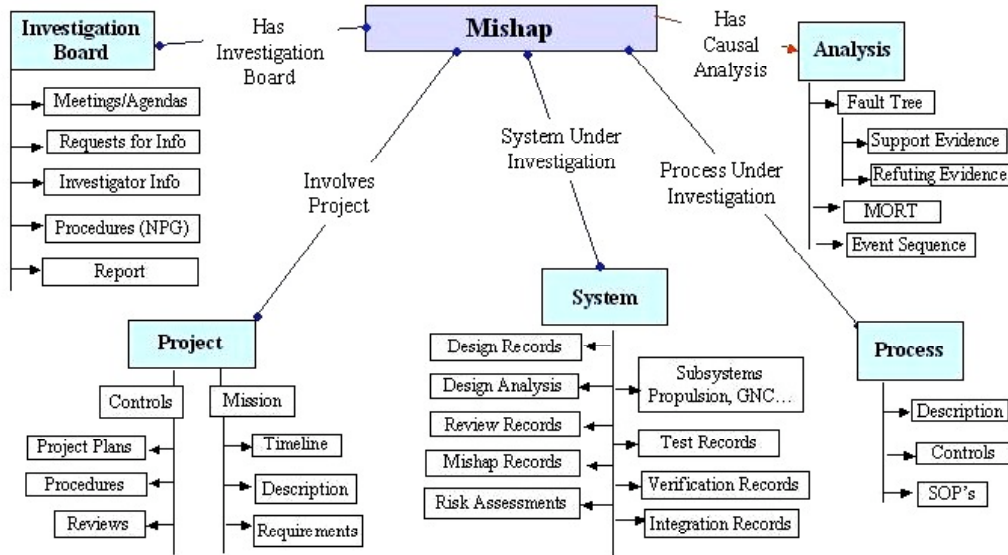 Investigation
Board
Has
Investigation
Board
Mishap
Has
Causal
Analysis
Analysis
Meetings/Agendas
Requests for Info
Investigator Info
Procedures (NPG)
Report
Fault Tree
Support Evidence
Refuting Evidence
MORT
Event Sequence
Involves
Project
System Under
Investigation
Process Under
Investigation
Project
Controls
Project Plans
Procedures
Reviews
Mission
Timeline
Description
Requirements
System
Design Records
Design Analysis
Review Records
Mishap Records
Risk Assessments
Subsystems
Propulsion, GNC...
Test Records
Verification Records
Integration Records
Process
Description
Controls
SOP's